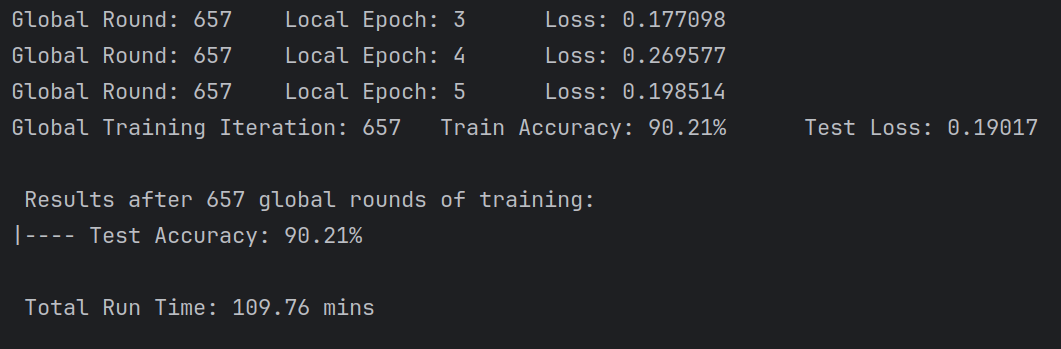 Global Round: 657    Local Epoch: 3      Loss: 0.177098
Global Round: 657    Local Epoch: 4      Loss: 0.269577
Global Round: 657    Local Epoch: 5      Loss: 0.198514
Global Training Iteration: 657   Train Accuracy: 90.21%      Test Loss: 0.19017
Results after 657 global rounds of training:
|---- Test Accuracy: 90.21%
Total Run Time: 109.76 mins